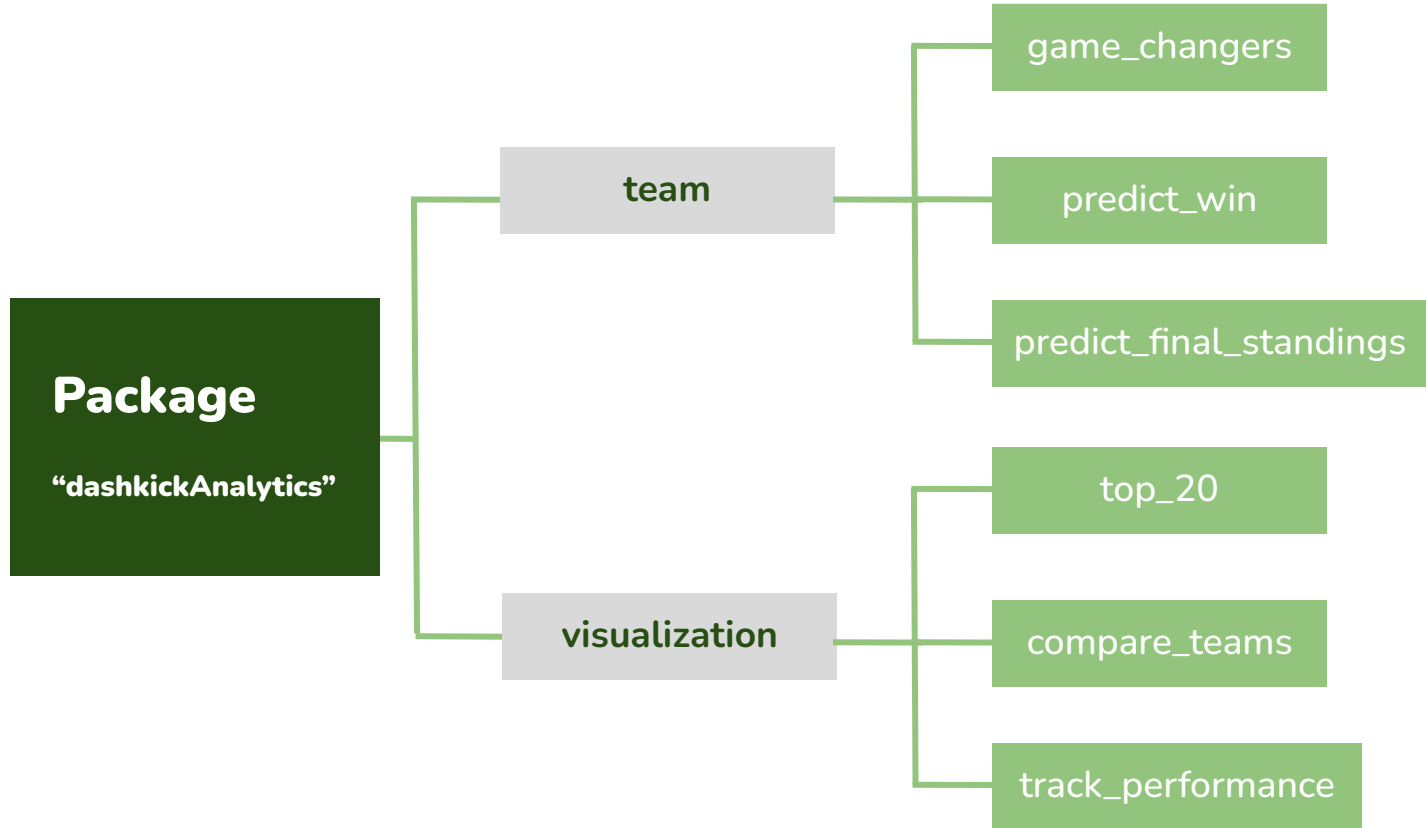 Package
“dashkickAnalytics”
team
game_changers
predict_win
predict_final_standings
visualization
top_20
compare_teams
track_performance